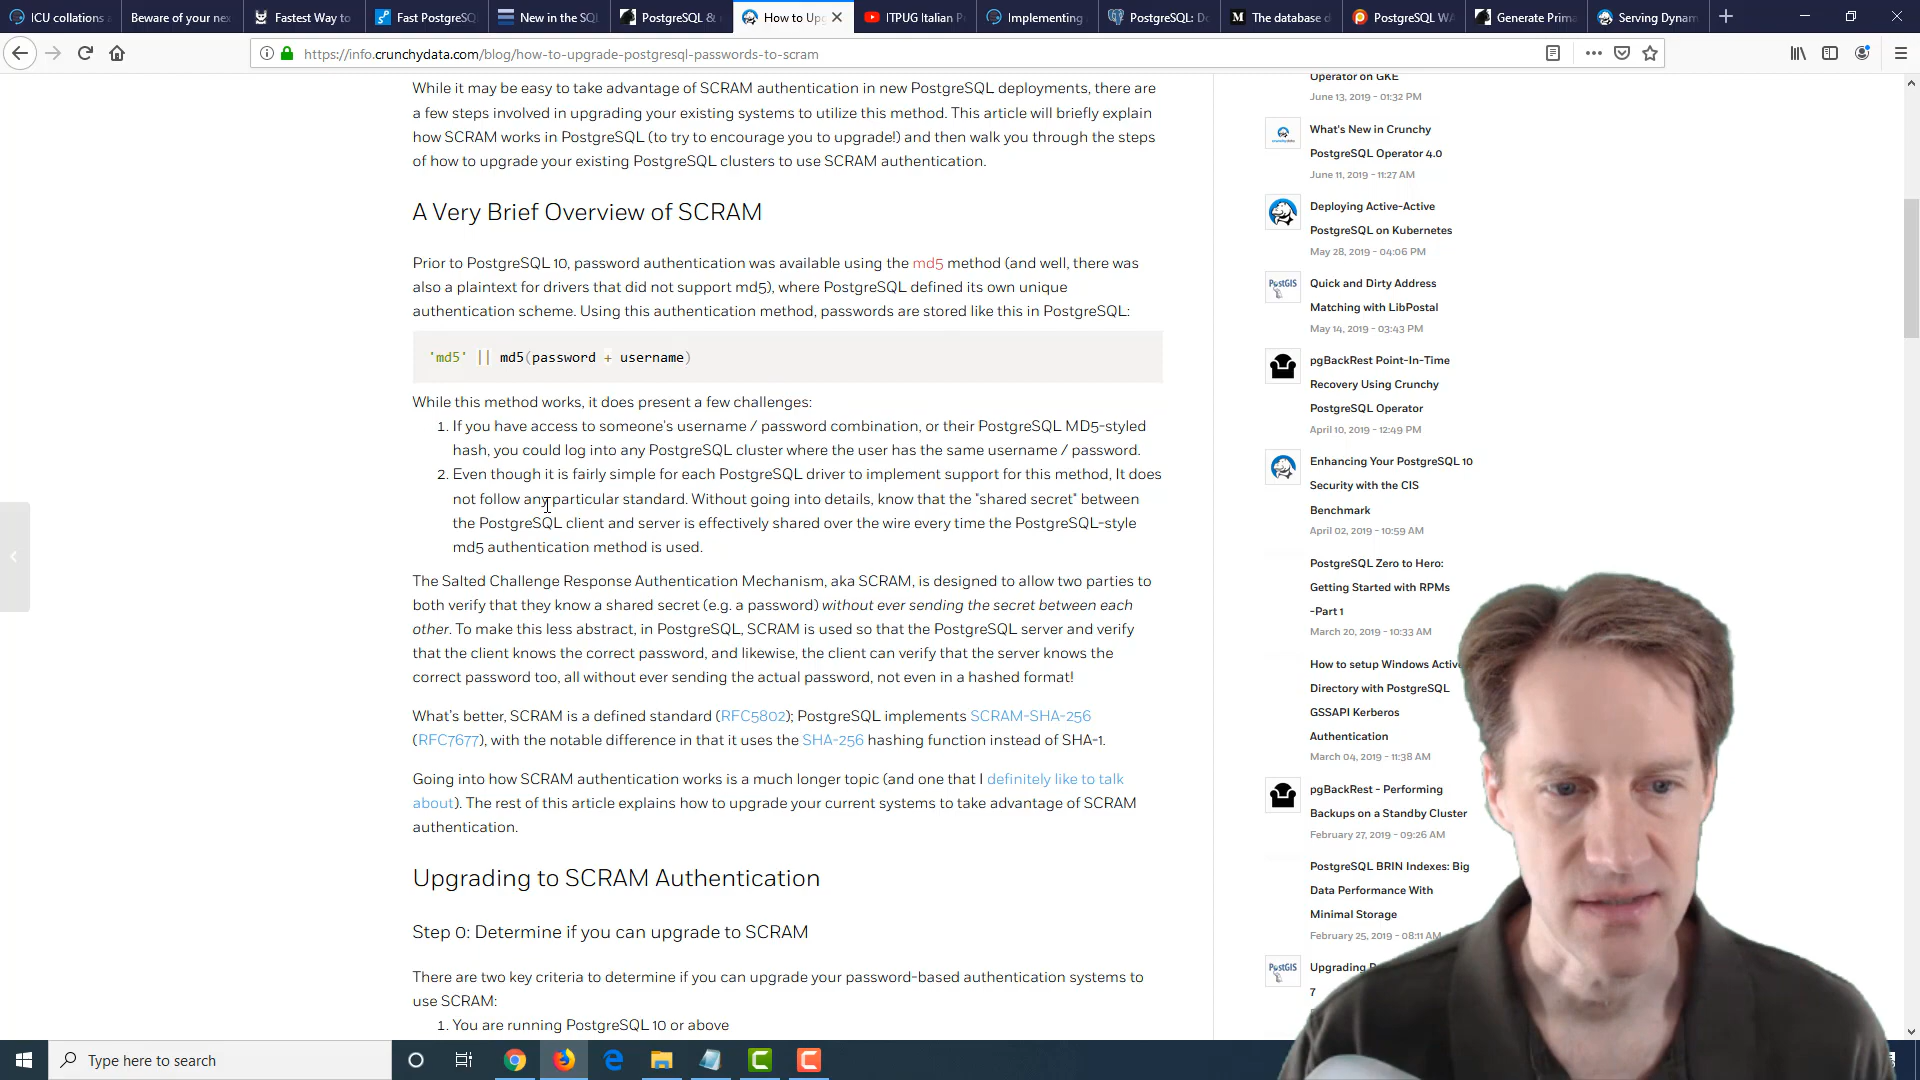 ICU collations a
Beware of your nex
Fastest Way to
Fast PostgreSQ
New in the SQL
PostgreSQL &
How to Upg
ITPUG Italian P
Implementing
PostgreSQL: Do
The database d
PostgreSQL WA
Generate Prima
Serving Dynam
https://info.crunchydata.com/blog/how-to-upgrade-postgresql-passwords-to-scram
While it may be easy to take advantage of SCRAM authentication in new PostgreSQL deployments, there are
a few steps involved in upgrading your existing systems to utilize this method. This article will briefly explain
how SCRAM works in PostgreSQL (to try to encourage you to upgrade!) and then walk you through the steps
of how to upgrade your existing PostgreSQL clusters to use SCRAM authentication.
A Very Brief Overview of SCRAM
Prior to PostgreSQL 10, password authentication was available using the md5 method (and well, there was
also a plaintext for drivers that did not support md5), where PostgreSQL defined its own unique
authentication scheme. Using this authentication method, passwords are stored like this in PostgreSQL:
'md5' || md5(password + username)
While this method works, it does present a few challenges:
1. If you have access to someone's username / password combination, or their PostgreSQL MD5-styled
hash, you could log into any PostgreSQL cluster where the user has the same username / password.
2. Even though it is fairly simple for each PostgreSQL driver to implement support for this method, It does
not follow any particular standard. Without going into details, know that the "shared secret" between
the PostgreSQL client and server is effectively shared over the wire every time the PostgreSQL-style
md5 authentication method is used.
The Salted Challenge Response Authentication Mechanism, aka SCRAM, is designed to allow two parties to
both verify that they know a shared secret (e.g. a password) without ever sending the secret between each
other. To make this less abstract, in PostgreSQL, SCRAM is used so that the PostgreSQL server and verify
that the client knows the correct password, and likewise, the client can verify that the server knows the
correct password too, all without ever sending the actual password, not even in a hashed format!
What's better, SCRAM is a defined standard (RFC5802); PostgreSQL implements SCRAM-SHA-256
(RFC7677), with the notable difference in that it uses the SHA-256 hashing function instead of SHA-1.
Going into how SCRAM authentication works is a much longer topic (and one that I definitely like to talk
about). The rest of this article explains how to upgrade your current systems to take advantage of SCRAM
authentication.
Upgrading to SCRAM Authentication
Step 0: Determine if you can upgrade to SCRAM
There are two key criteria to determine if you can upgrade your password-based authentication systems to
use SCRAM:
1. You are running PostgreSQL 10 or above
Operator on GKE
June 13, 2019 - 01:32 PM
What's New in Crunchy
PostgreSQL Operator 4.0
June 11, 2019 - 11:27 AM
Deploying Active-Active
PostgreSQL on Kubernetes
May 28, 2019 - 04:06 PM
PostGIS
Quick and Dirty Address
Matching with LibPostal
May 14, 2019 - 03:43 PM
pgBackRest Point-In-Time
Recovery Using Crunchy
PostgreSQL Operator
April 10, 2019 - 12:49 PM
Enhancing Your PostgreSQL 10
Security with the CIS
Benchmark
April 02, 2019 - 10:59 AM
PostgreSQL Zero to Hero:
Getting Started with RPMs
-Part 1
March 20, 2019 - 10:33 AM
How to setup Windows Active
Directory with PostgreSQL
GSSAPI Kerberos
Authentication
March 04, 2019 - 11:38 AM
pgBackRest - Performing
Backups on a Standby Cluster
February 27, 2019 - 09:26 AM
PostgreSQL BRIN Indexes: Big
Data Performance With
Minimal Storage
February 25, 2019 - 08:11 AM
PostGIS
Upgrading
7
Type here to search